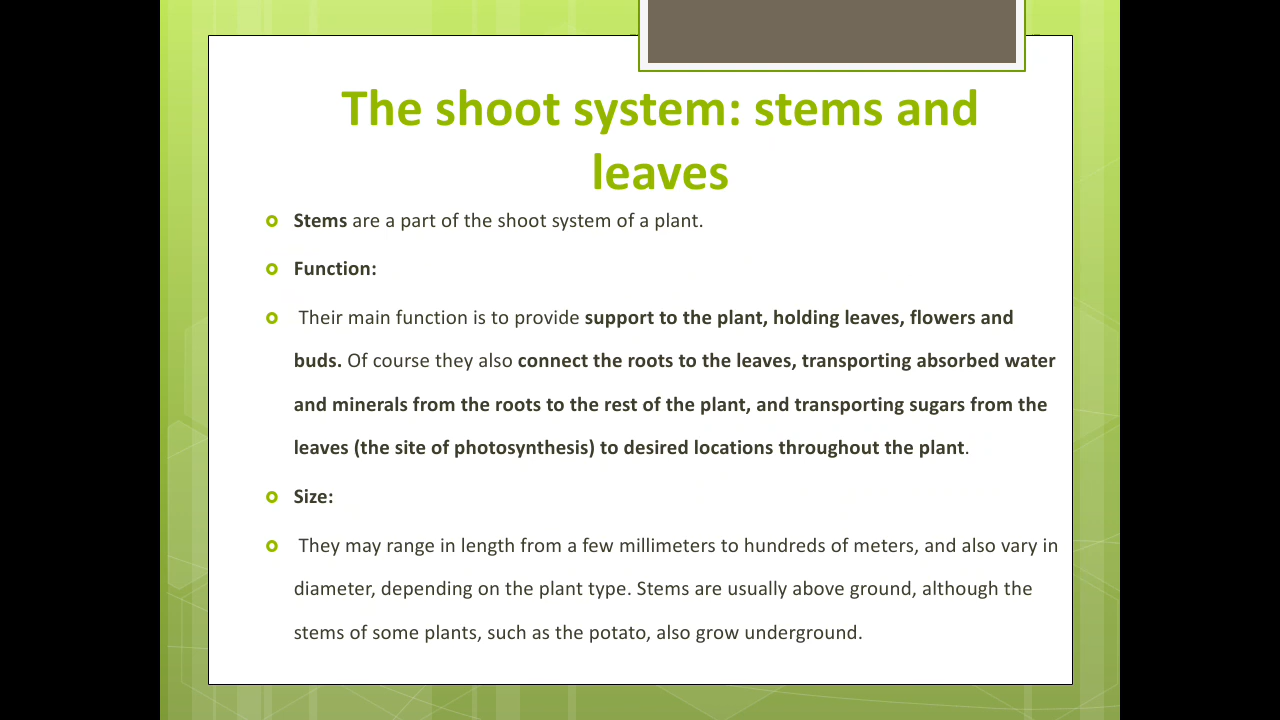 The shoot system: stems and
leaves
Stems are a part of the shoot system of a plant.
Function:
Their main function is to provide support to the plant, holding leaves, flowers and
buds. Of course they also connect the roots to the leaves, transporting absorbed water
and minerals from the roots to the rest of the plant, and transporting sugars from the
leaves (the site of photosynthesis) to desired locations throughout the plant.
Size:
They may range in length from a few millimeters to hundreds of meters, and also vary in
diameter, depending on the plant type. Stems are usually above ground, although the
stems of some plants, such as the potato, also grow underground.